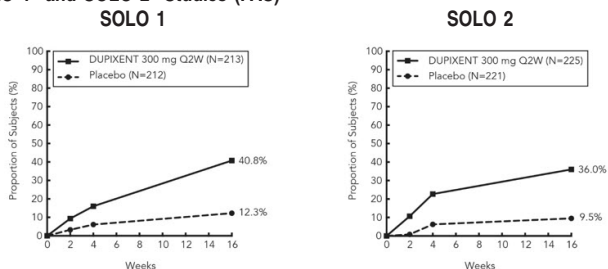 SOLO 1
DUPIXENT 300 mg Q2W (N=213)
Placebo (N=212)
Proportion of Subjects (%)
100
90
80
70
60
50
40
30
20
10
0
40.8%
12.3%
0 2 4 6 8 10 12 14 16
Weeks
SOLO 2
DUPIXENT 300 mg Q2W (N=225)
Placebo (N=221)
Proportion of Subjects (%)
100
90
80
70
60
50
40
30
20
10
0
36.0%
9.5%
0 2 4 6 8 10 12 14 16
Weeks